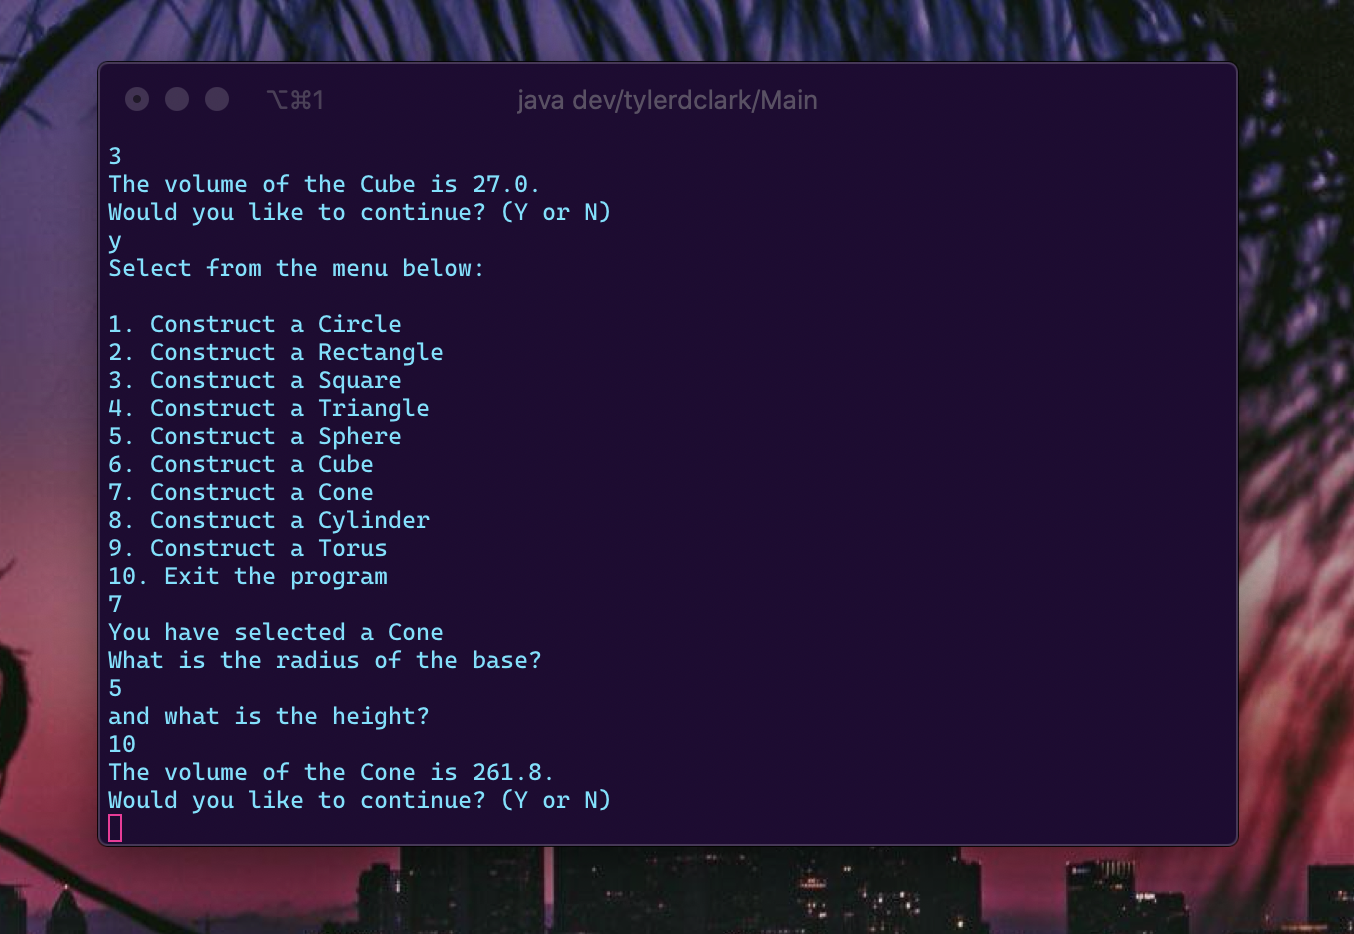 ⌥⌘1
java dev/tylerdclark/Main
3
The volume of the Cube is 27.0.
Would you like to continue? (Y or N)
y
Select from the menu below:
1. Construct a Circle
2. Construct a Rectangle
3. Construct a Square
4. Construct a Triangle
5. Construct a Sphere
6. Construct a Cube
7. Construct a Cone
8. Construct a Cylinder
9. Construct a Torus
10. Exit the program
7
You have selected a Cone
What is the radius of the base?
5
and what is the height?
10
The volume of the Cone is 261.8.
Would you like to continue? (Y or N)